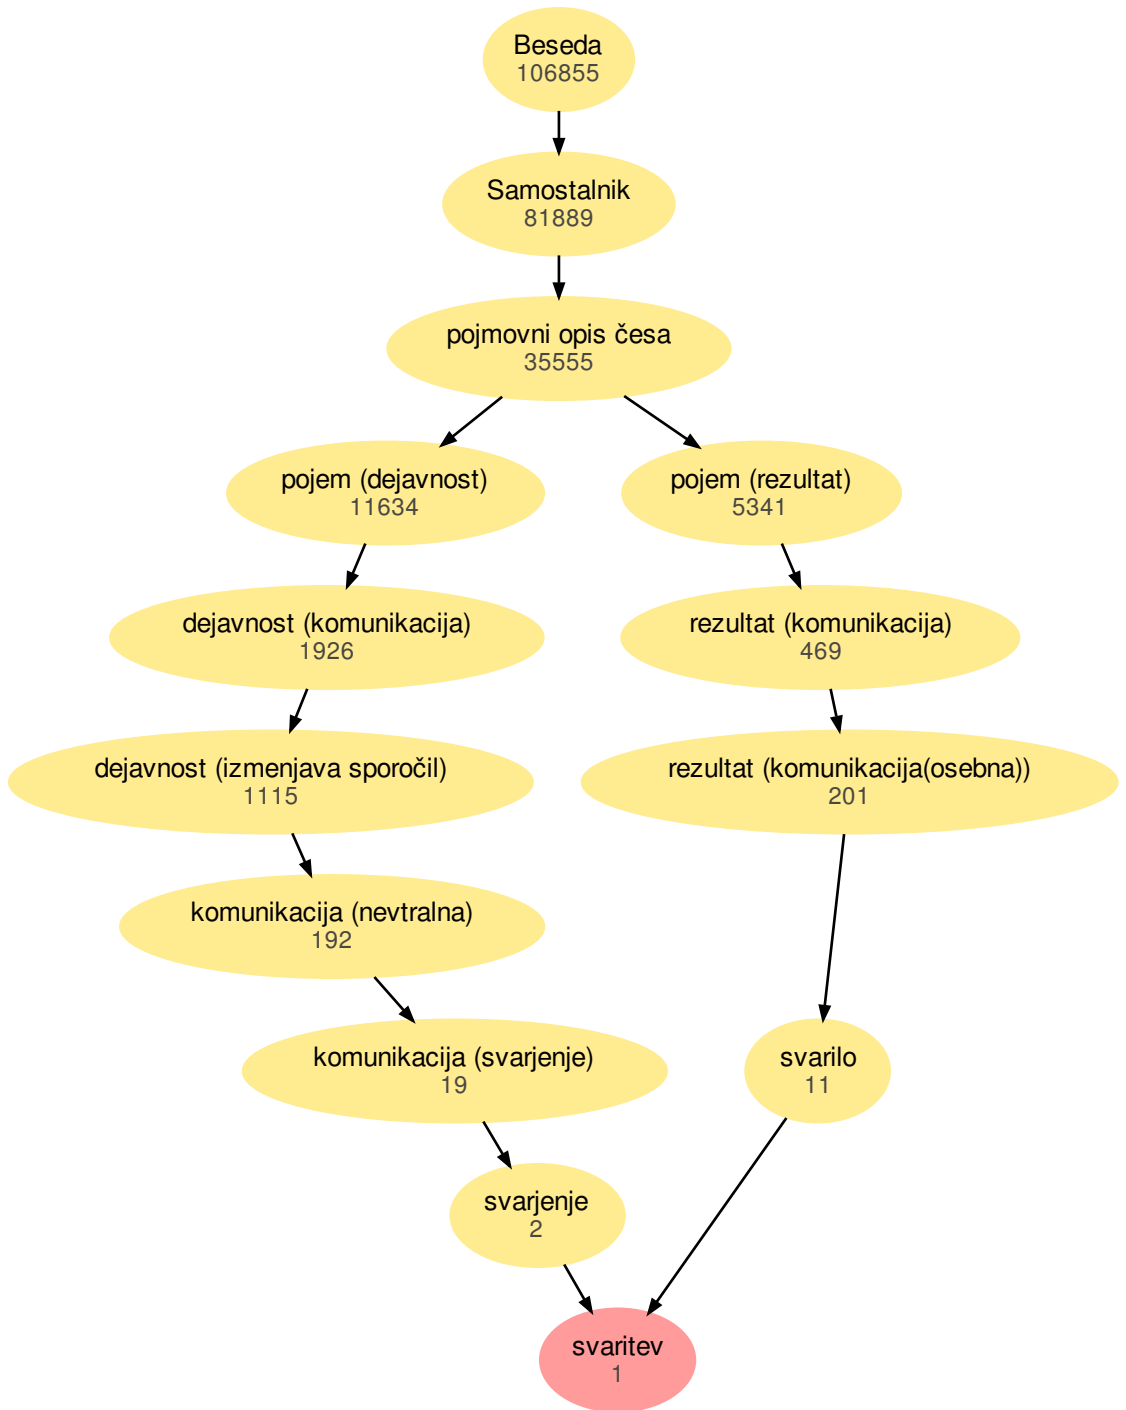 Beseda
106855
Samostalnik
81889
pojmovni opis česa
35555
pojem (dejavnost)
11634
pojem (rezultat)
5341
dejavnost (komunikacija)
1926
rezultat (komunikacija)
469
dejavnost (izmenjava sporočil)
1115
rezultat (komunikacija(osebna))
201
komunikacija (nevtralna)
192
komunikacija (svarjenje)
19
svarilo
11
svarjenje
2
svaritev
1